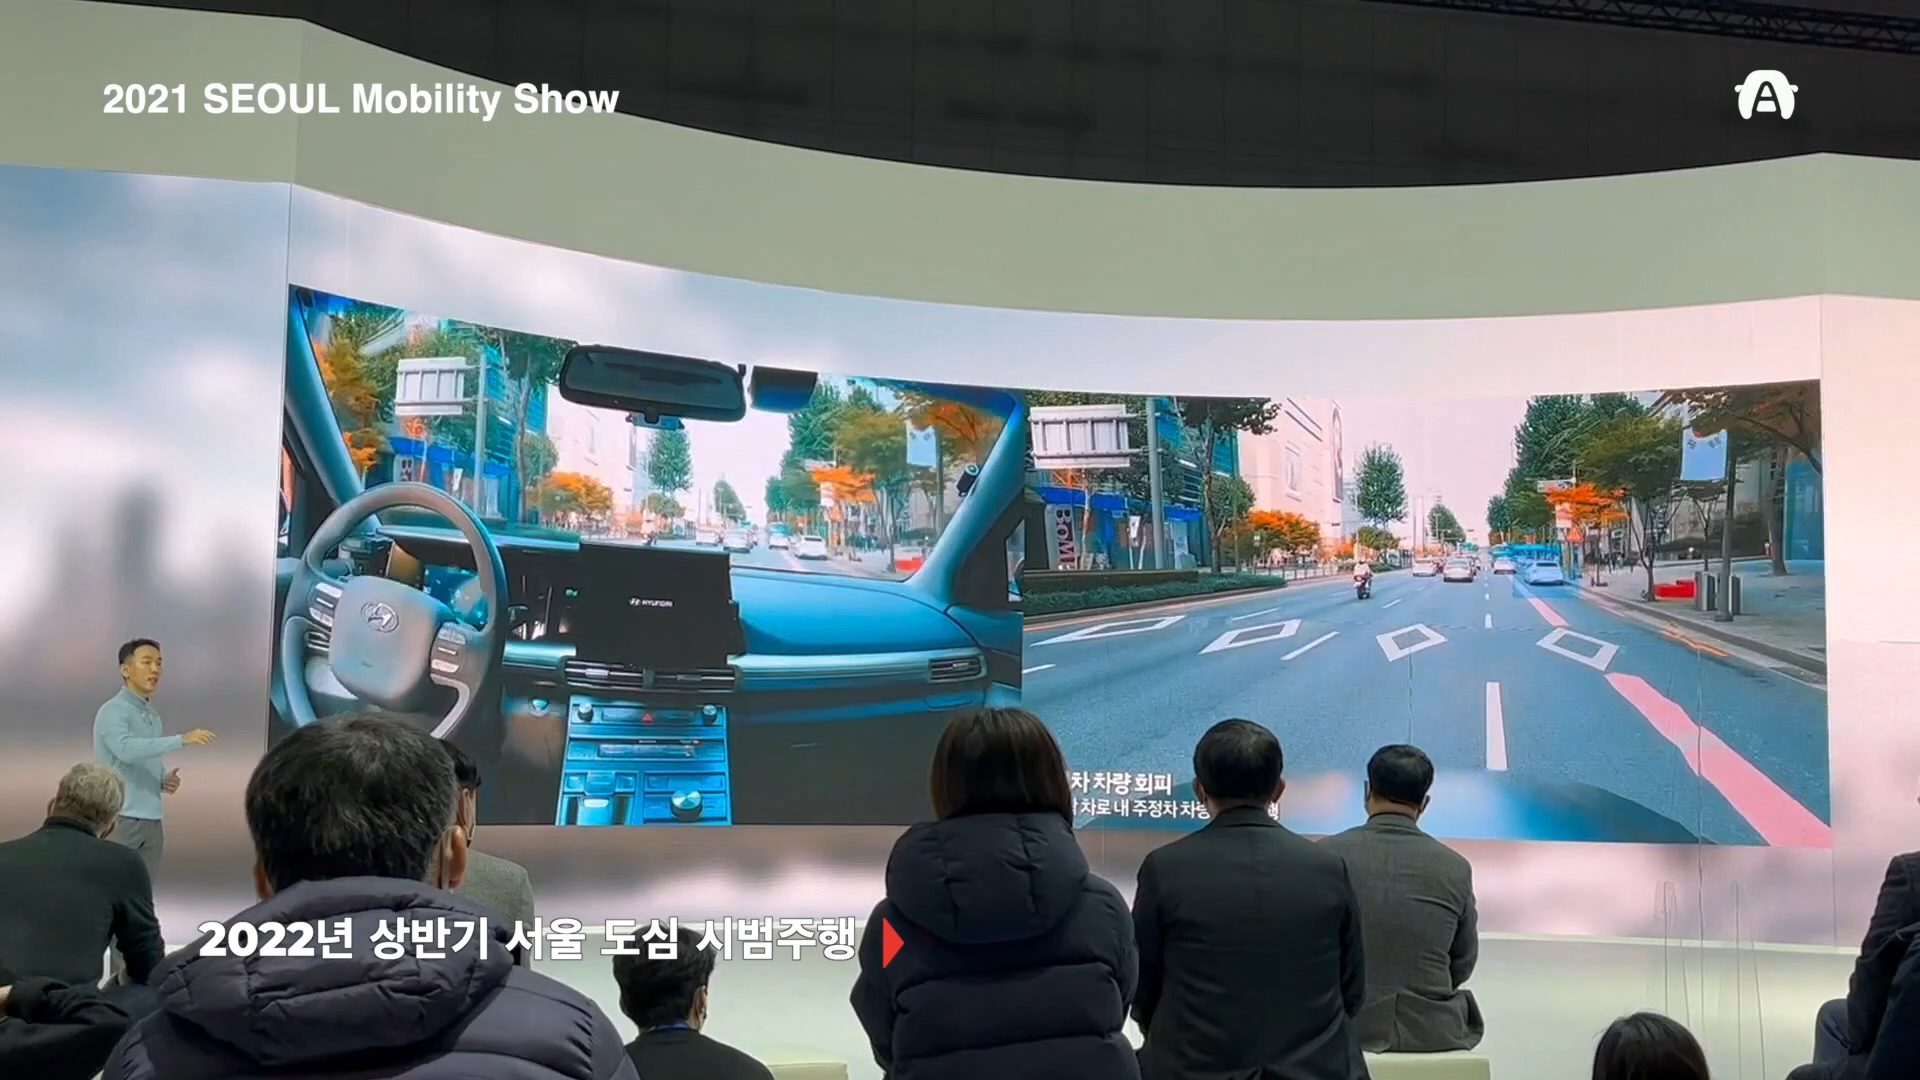 2021 SEOUL Mobility Show
HYUNDAI
차 차량 회피
차로 내 주정차 차량
2022년 상반기 서울 도심 시범주행